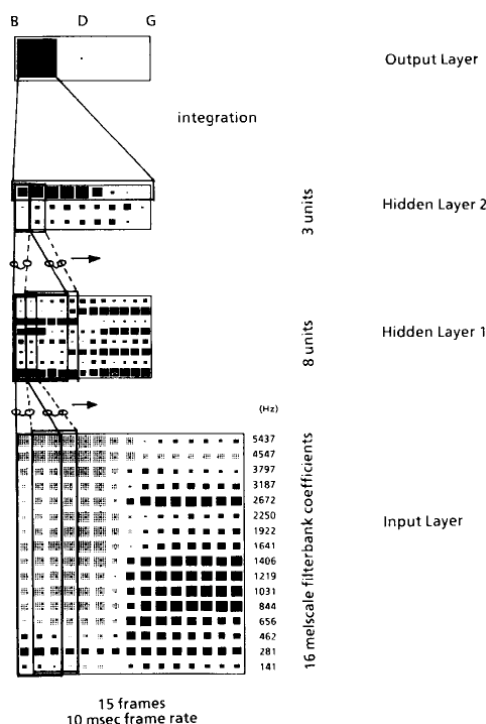 B D G
Output Layer
integration
3 units
Hidden Layer 2
8 units
Hidden Layer 1
(Hz)
5437
4547
3797
3187
2672
2250
1922
1641
1406
1219
1031
844
656
462
281
141
16 melscale filterbank coefficients
Input Layer
15 frames
10 msec frame rate